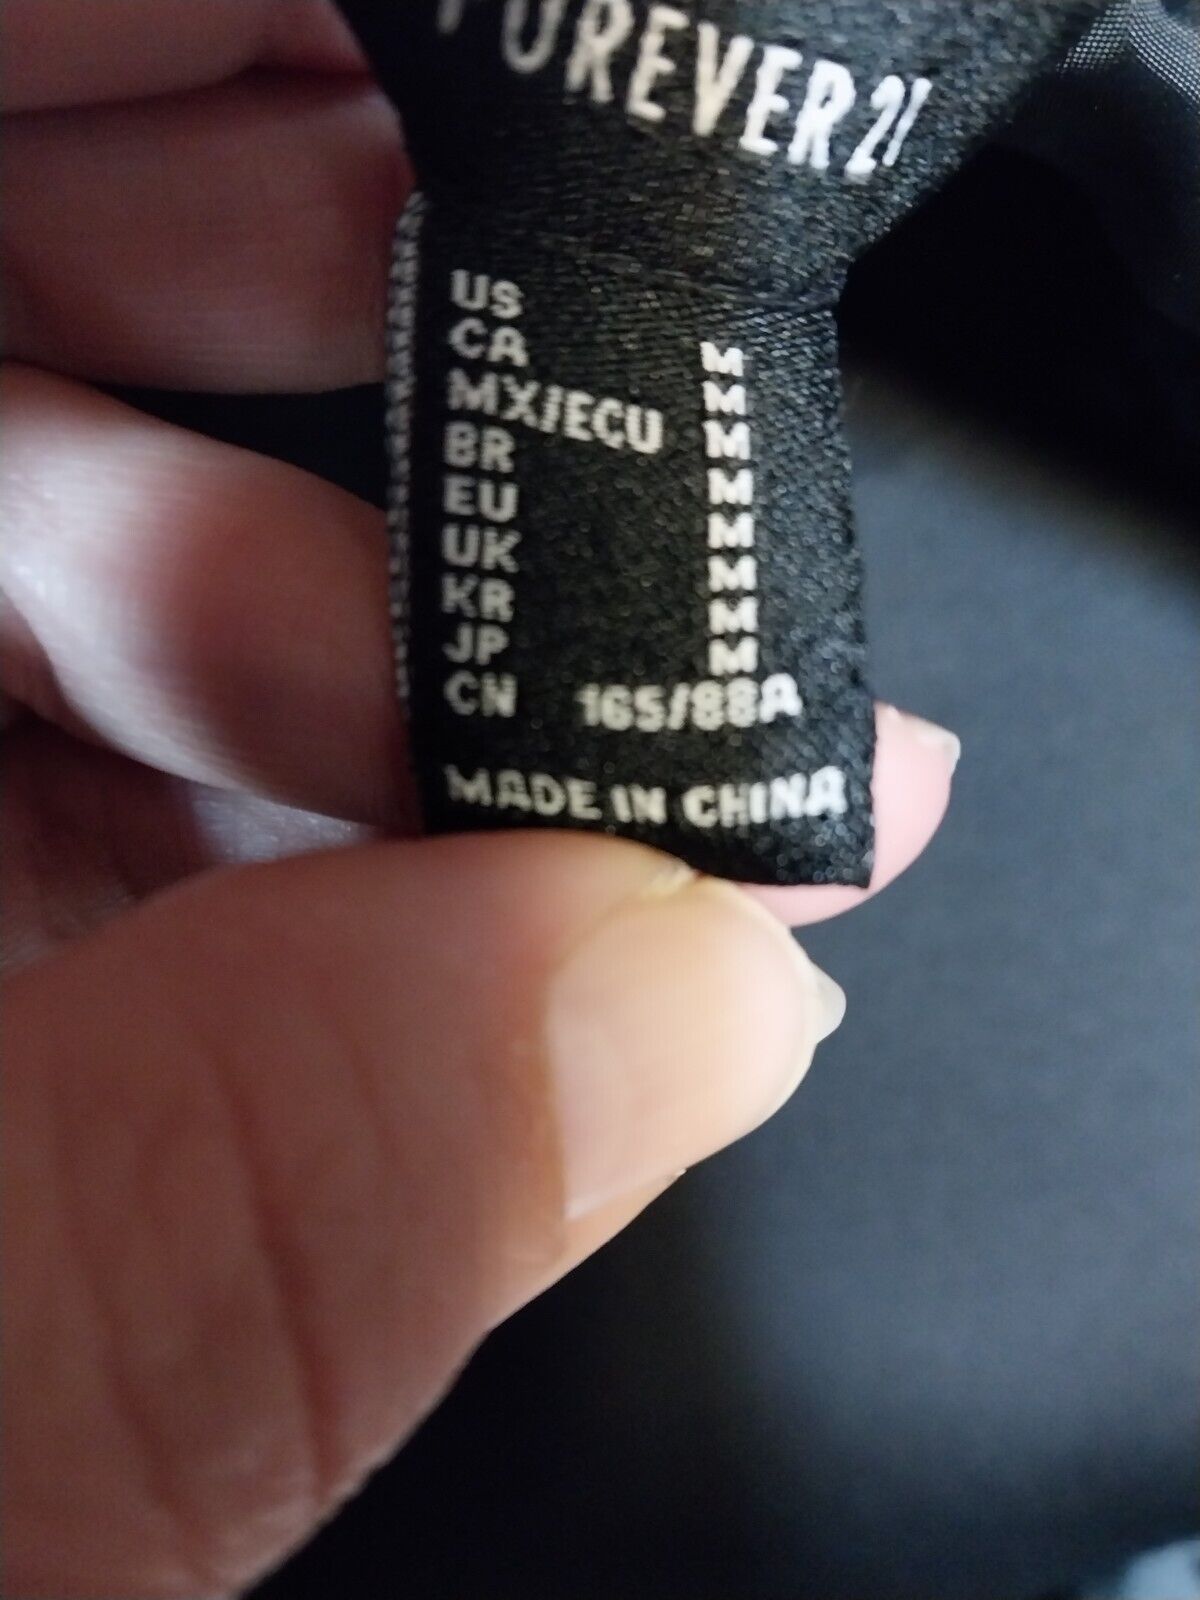 FOREVER 21
US M
CA M
MX/ECU M
BR M
EU M
UK M
KR M
JP M
CN 165/88A
MADE IN CHINA